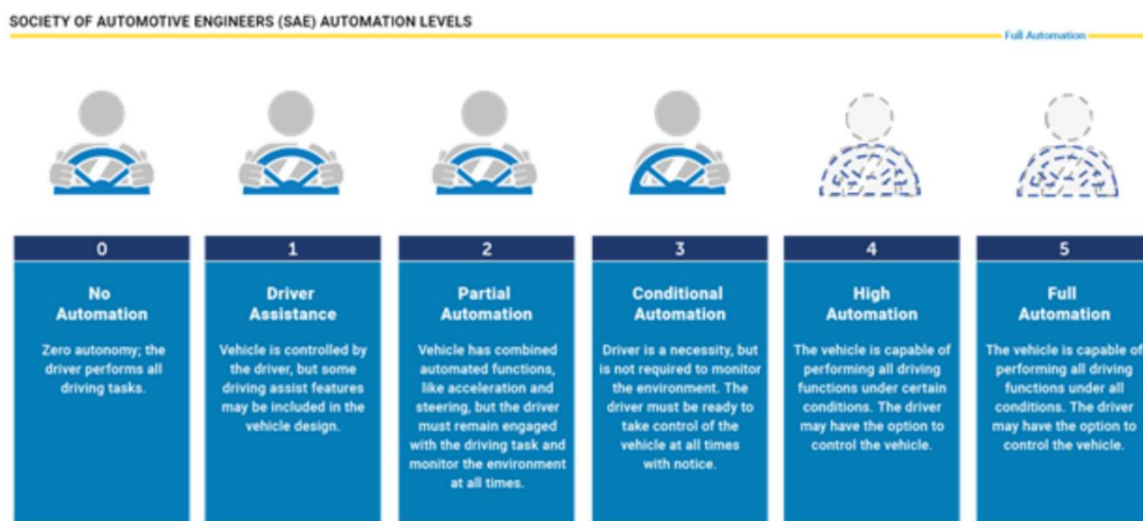 SOCIETY OF AUTOMOTIVE ENGINEERS (SAE) AUTOMATION LEVELS
Full Automation
0
No
Automation
Zero autonomy; the
driver performs all
driving tasks.
1
Driver
Assistance
Vehicle is controlled by
the driver, but some
driving assist features
may be included in the
vehicle design.
2
Partial
Automation
Vehicle has combined
automated functions,
like acceleration and
steering, but the driver
must remain engaged
with the driving task and
monitor the environment
at all times.
3
Conditional
Automation
Driver is a necessity, but
is not required to monitor
the environment. The
driver must be ready to
take control of the
vehicle at all times
with notice.
4
High
Automation
The vehicle is capable of
performing all driving
functions under certain
conditions. The driver
may have the option to
control the vehicle.
5
Full
Automation
The vehicle is capable of
performing all driving
functions under all
conditions. The driver
may have the option to
control the vehicle.